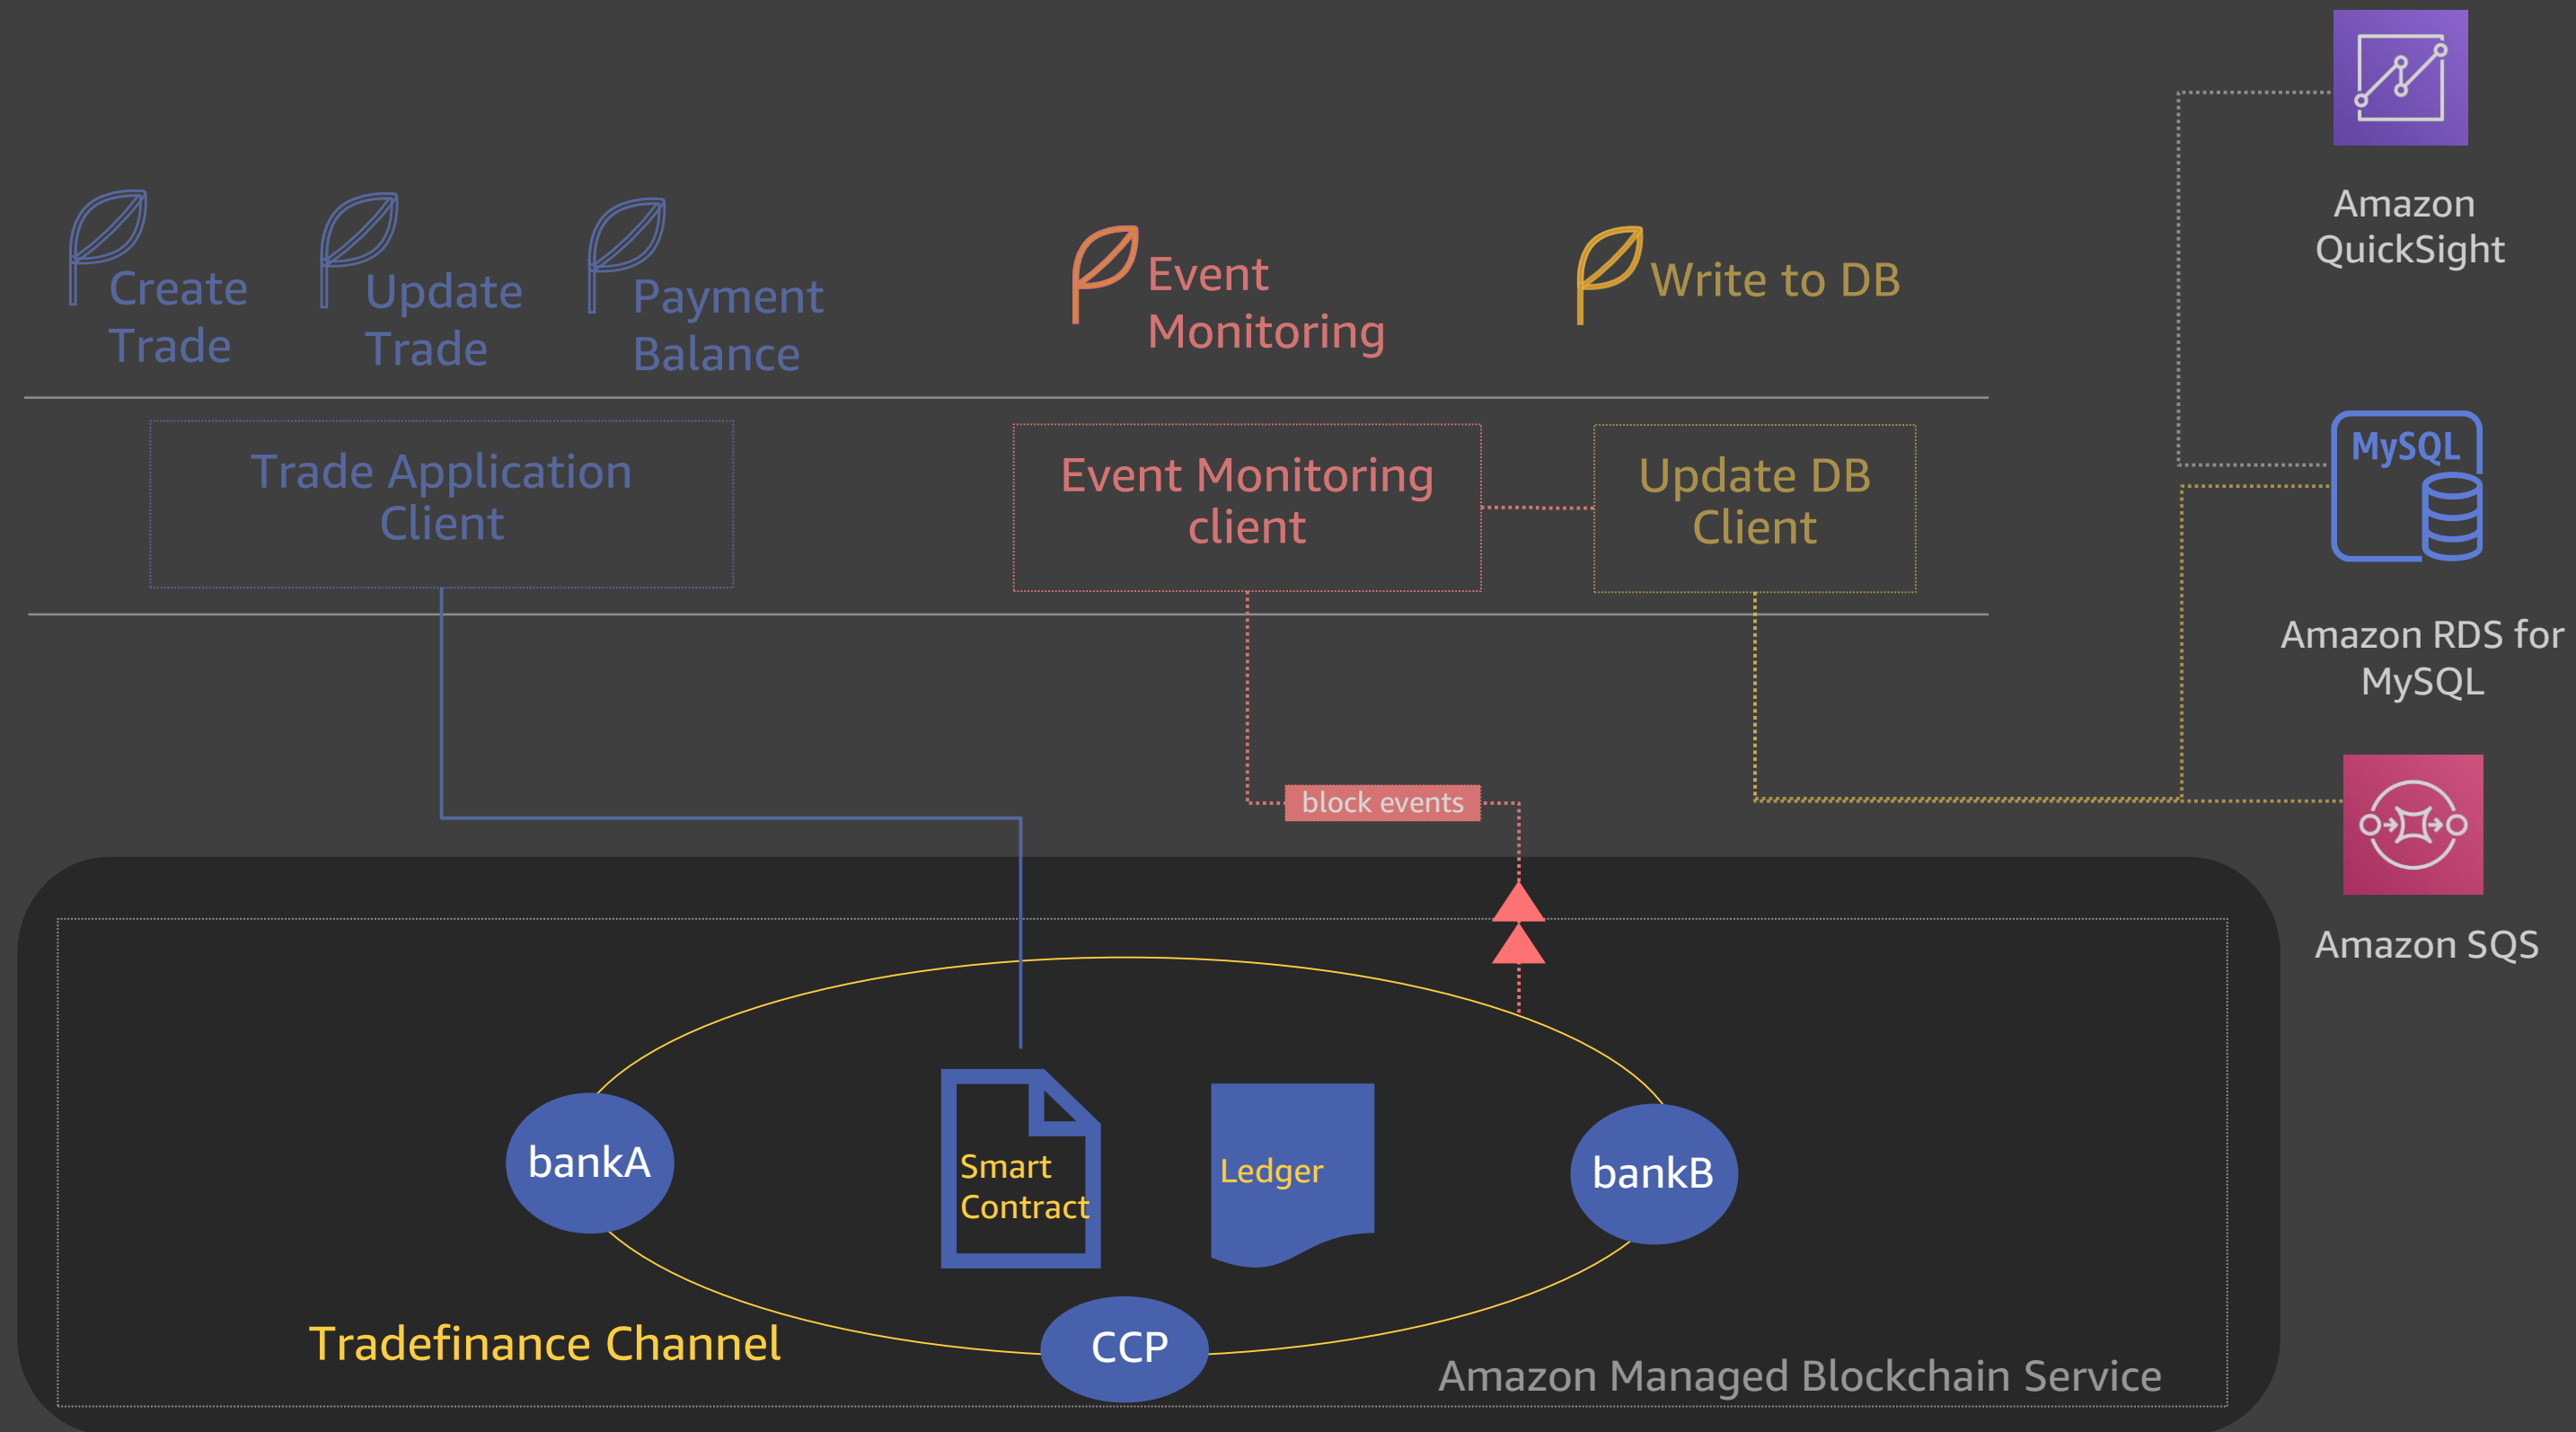 Amazon
QuickSight
Create
Trade
Update
Trade
Payment
Balance
Event
Monitoring
Write to DB
Trade Application
Client
Event Monitoring
client
Update DB
Client
MySQL
Amazon RDS for
MySQL
block events
Amazon SQS
bankA
Smart
Contract
Ledger
bankB
Tradefinance Channel
CCP
Amazon Managed Blockchain Service